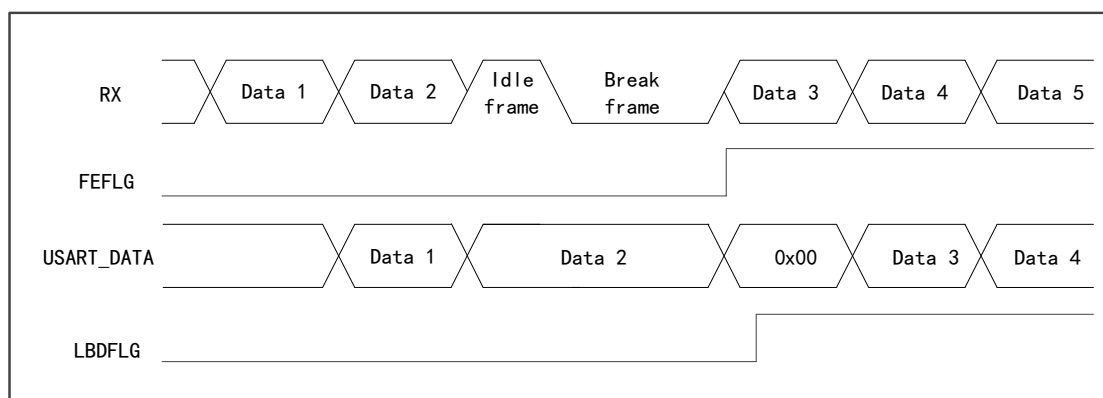 RX Data 1 Data 2 Idle frame Break frame Data 3 Data 4 Data 5
FEFLG
USART_DATA Data 1 Data 2 0x00 Data 3 Data 4
LBDFLG